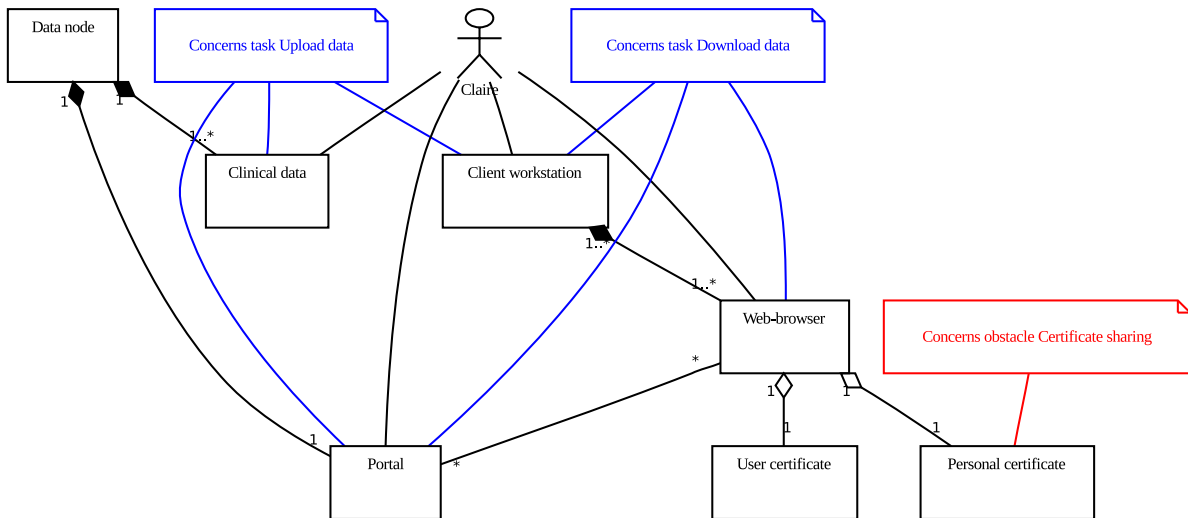 Data node
Concerns task Upload data
Claire
Concerns task Download data
1
1
1..*
Clinical data
Client workstation
1..*
1..*
Web-browser
Concerns obstacle Certificate sharing
*
1
1
1
1
1
*
Portal
User certificate
Personal certificate